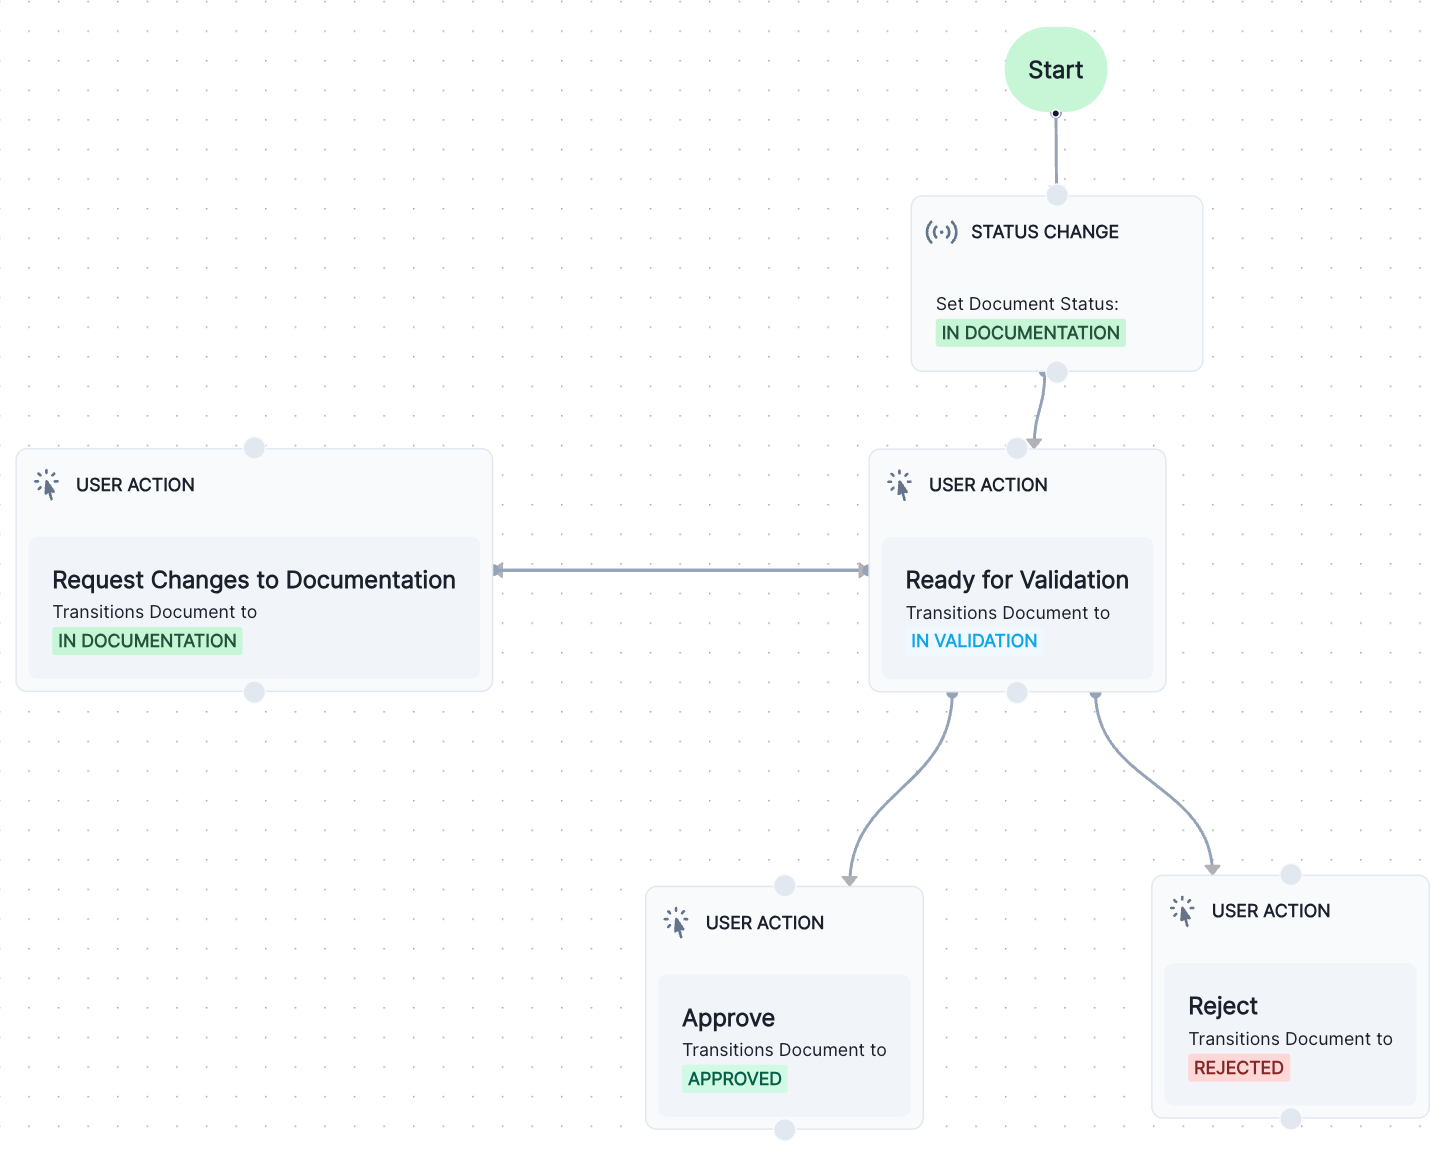 Start
STATUS CHANGE
Set Document Status:
IN DOCUMENTATION
USER ACTION
Request Changes to Documentation
Transitions Document to
IN DOCUMENTATION
USER ACTION
Ready for Validation
Transitions Document to
IN VALIDATION
USER ACTION
Approve
Transitions Document to
APPROVED
USER ACTION
Reject
Transitions Document to
REJECTED